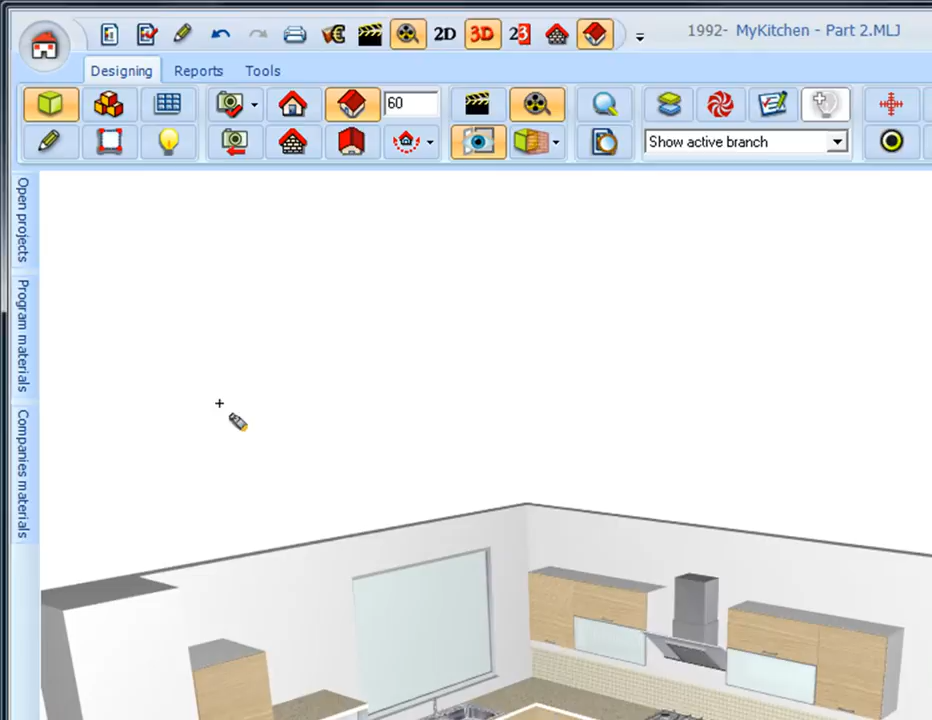 2D 3D 23 1992- MyKitchen - Part 2.MLJ
Designing Reports Tools
60
Show active branch
Open projects
Program materials
Companies materials